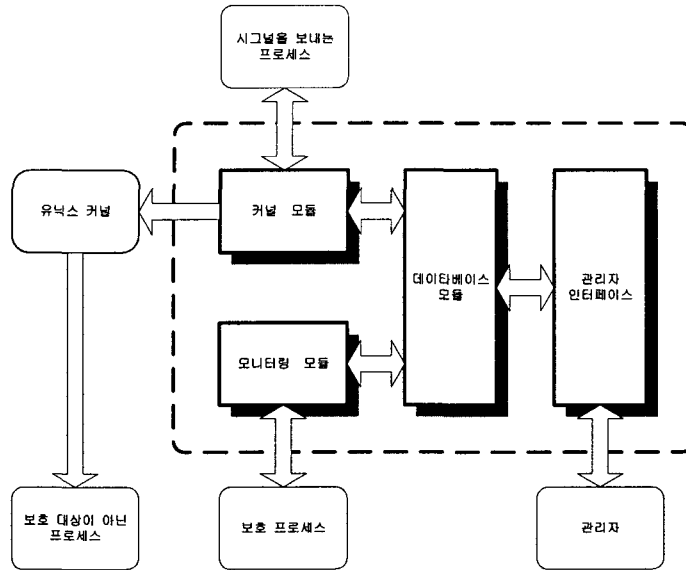 시그널을 보내는
프로세스
유닉스 커널
커널 모듈
데이타베이스
모듈
관리자
인터페이스
모니터링 모듈
보호 대상이 아닌
프로세스
보호 프로세스
관리자